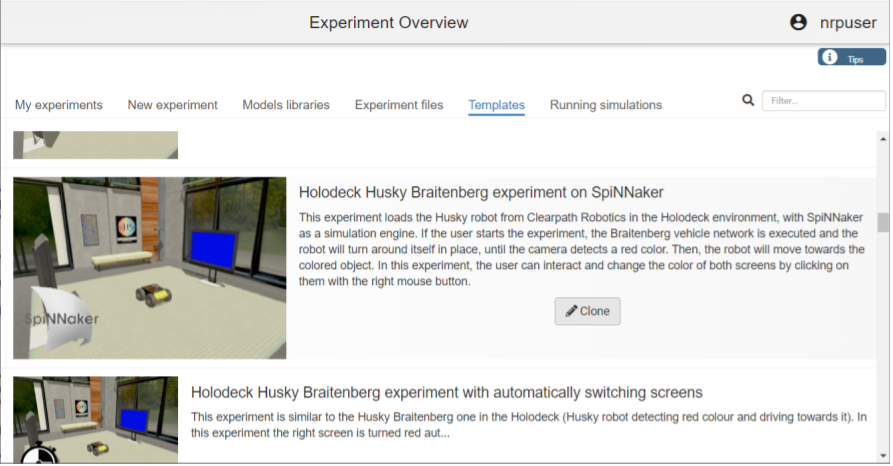 Experiment Overview
nrpuser
Tips
My experiments New experiment Models libraries Experiment files Templates Running simulations Filter...
Holodeck Husky Braitenberg experiment on SpiNNaker
This experiment loads the Husky robot from Clearpath Robotics in the Holodeck environment, with SpiNNaker
as a simulation engine. If the user starts the experiment, the Braitenberg vehicle network is executed and the
robot will turn around itself in place, until the camera detects a red color. Then, the robot will move towards the
colored object. In this experiment, the user can interact and change the color of both screens by clicking on
them with the right mouse button.
SpiNNaker
Clone
Holodeck Husky Braitenberg experiment with automatically switching screens
This experiment is similar to the Husky Braitenberg one in the Holodeck (Husky robot detecting red colour and driving towards it). In
this experiment the right screen is turned red aut...